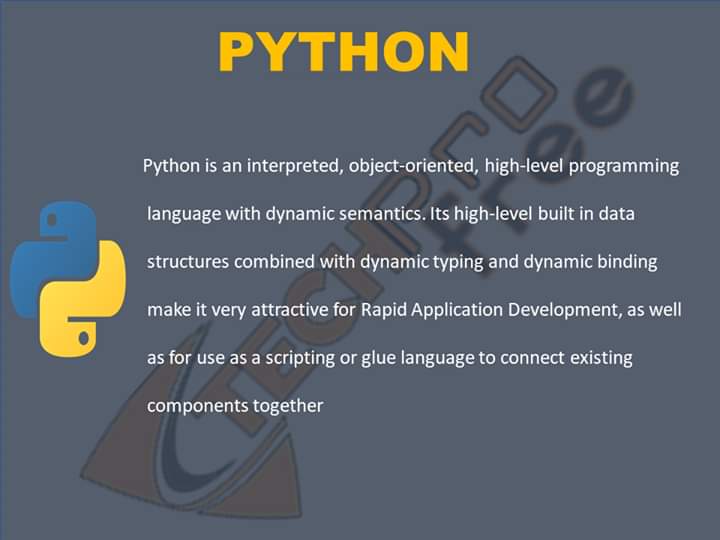 PYTHON
Python is an interpreted, object-oriented, high-level programming
language with dynamic semantics. Its high-level built in data
structures combined with dynamic typing and dynamic binding
make it very attractive for Rapid Application Development, as well
as for use as a scripting or glue language to connect existing
components together
TECHPro
free